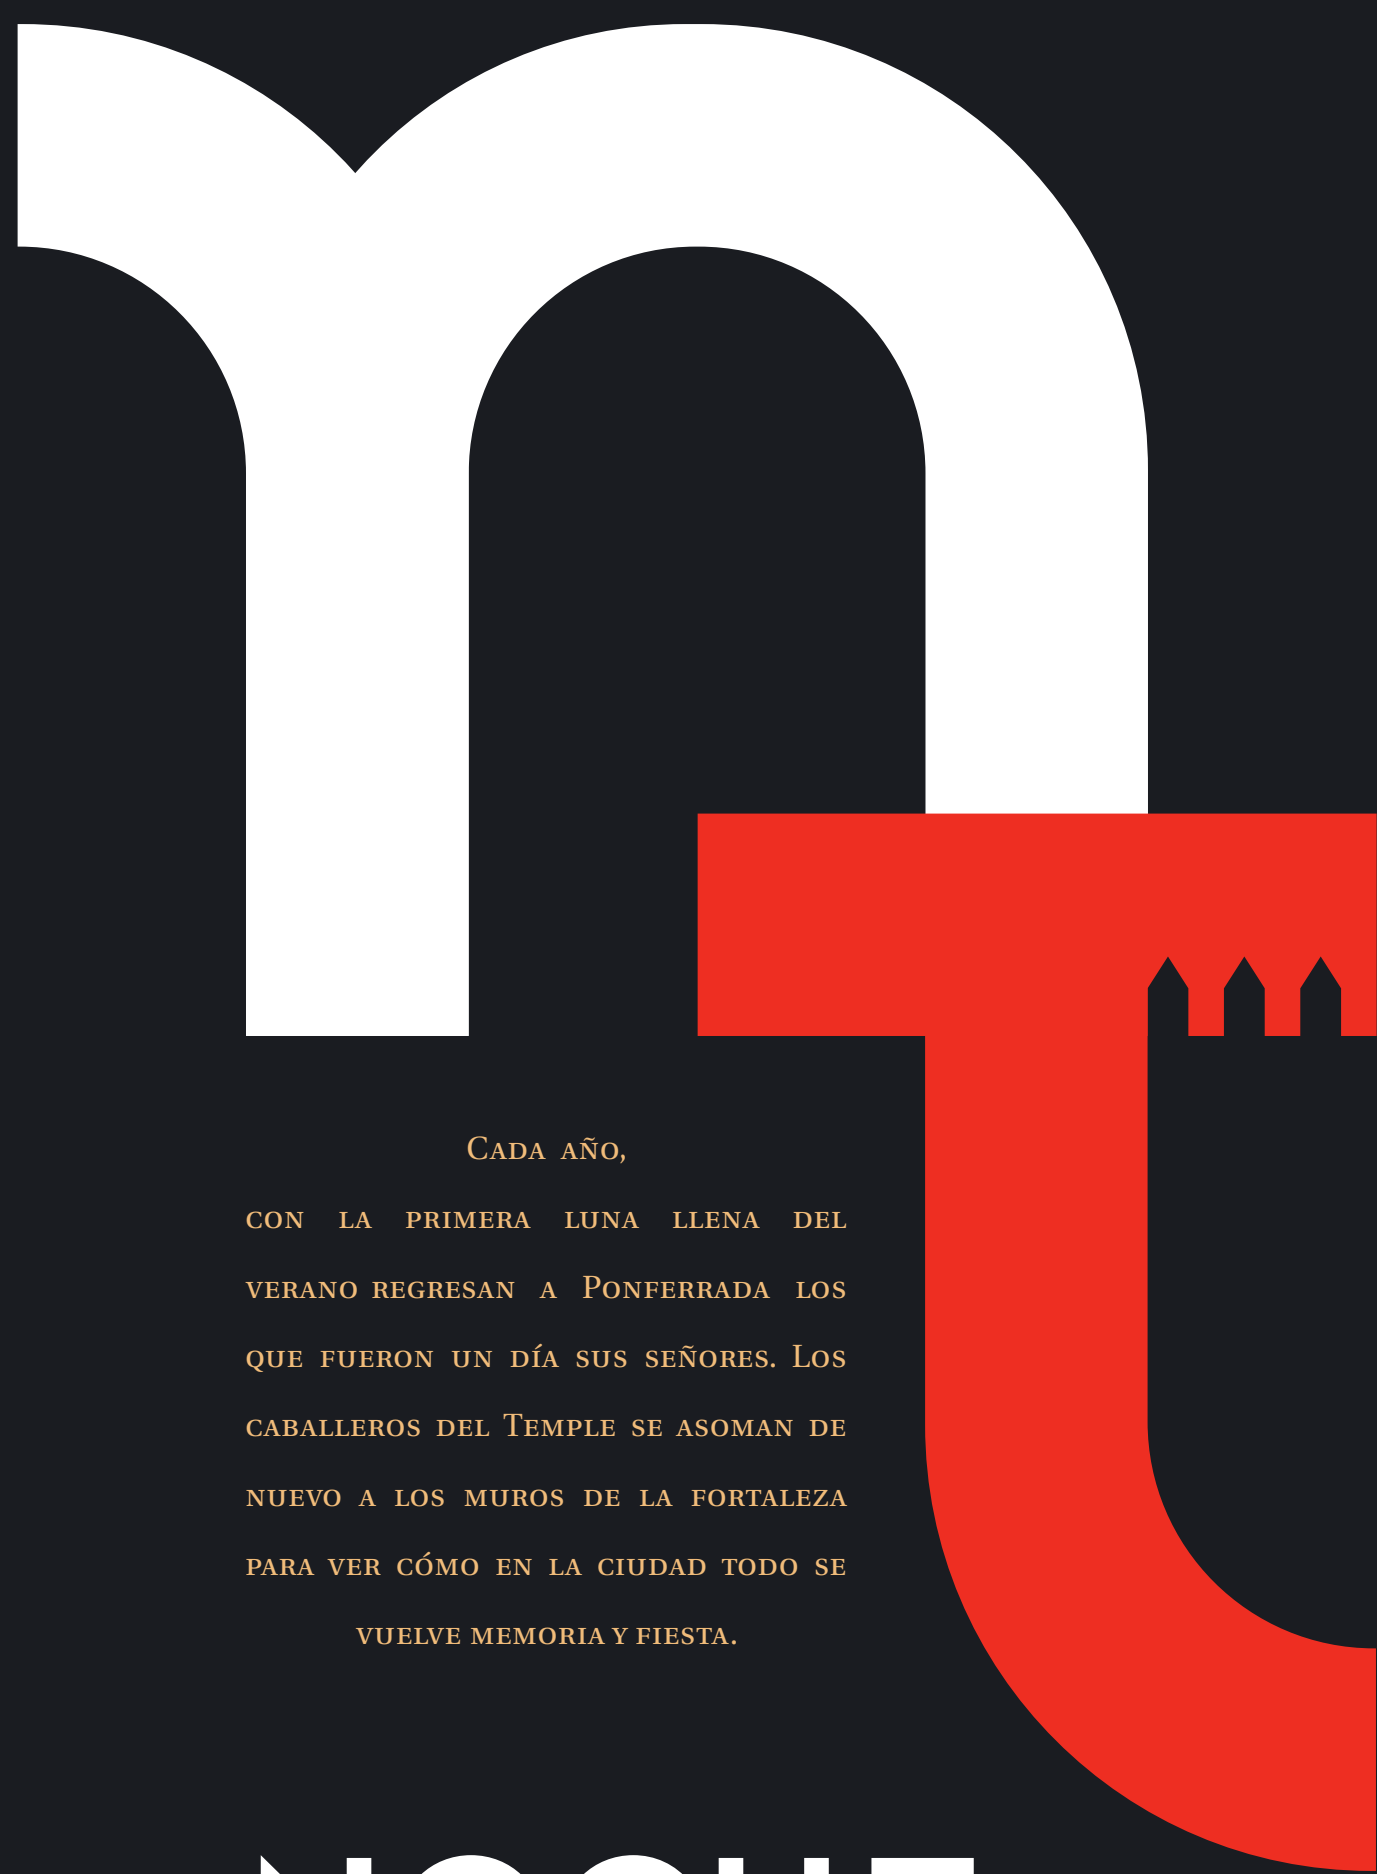 n
t
Cada año,
con la primera luna llena del
verano regresan a Ponferrada los
que fueron un día sus señores. Los
caballeros del Temple se asoman de
nuevo a los muros de la fortaleza
para ver cómo en la ciudad todo se
vuelve memoria y fiesta.